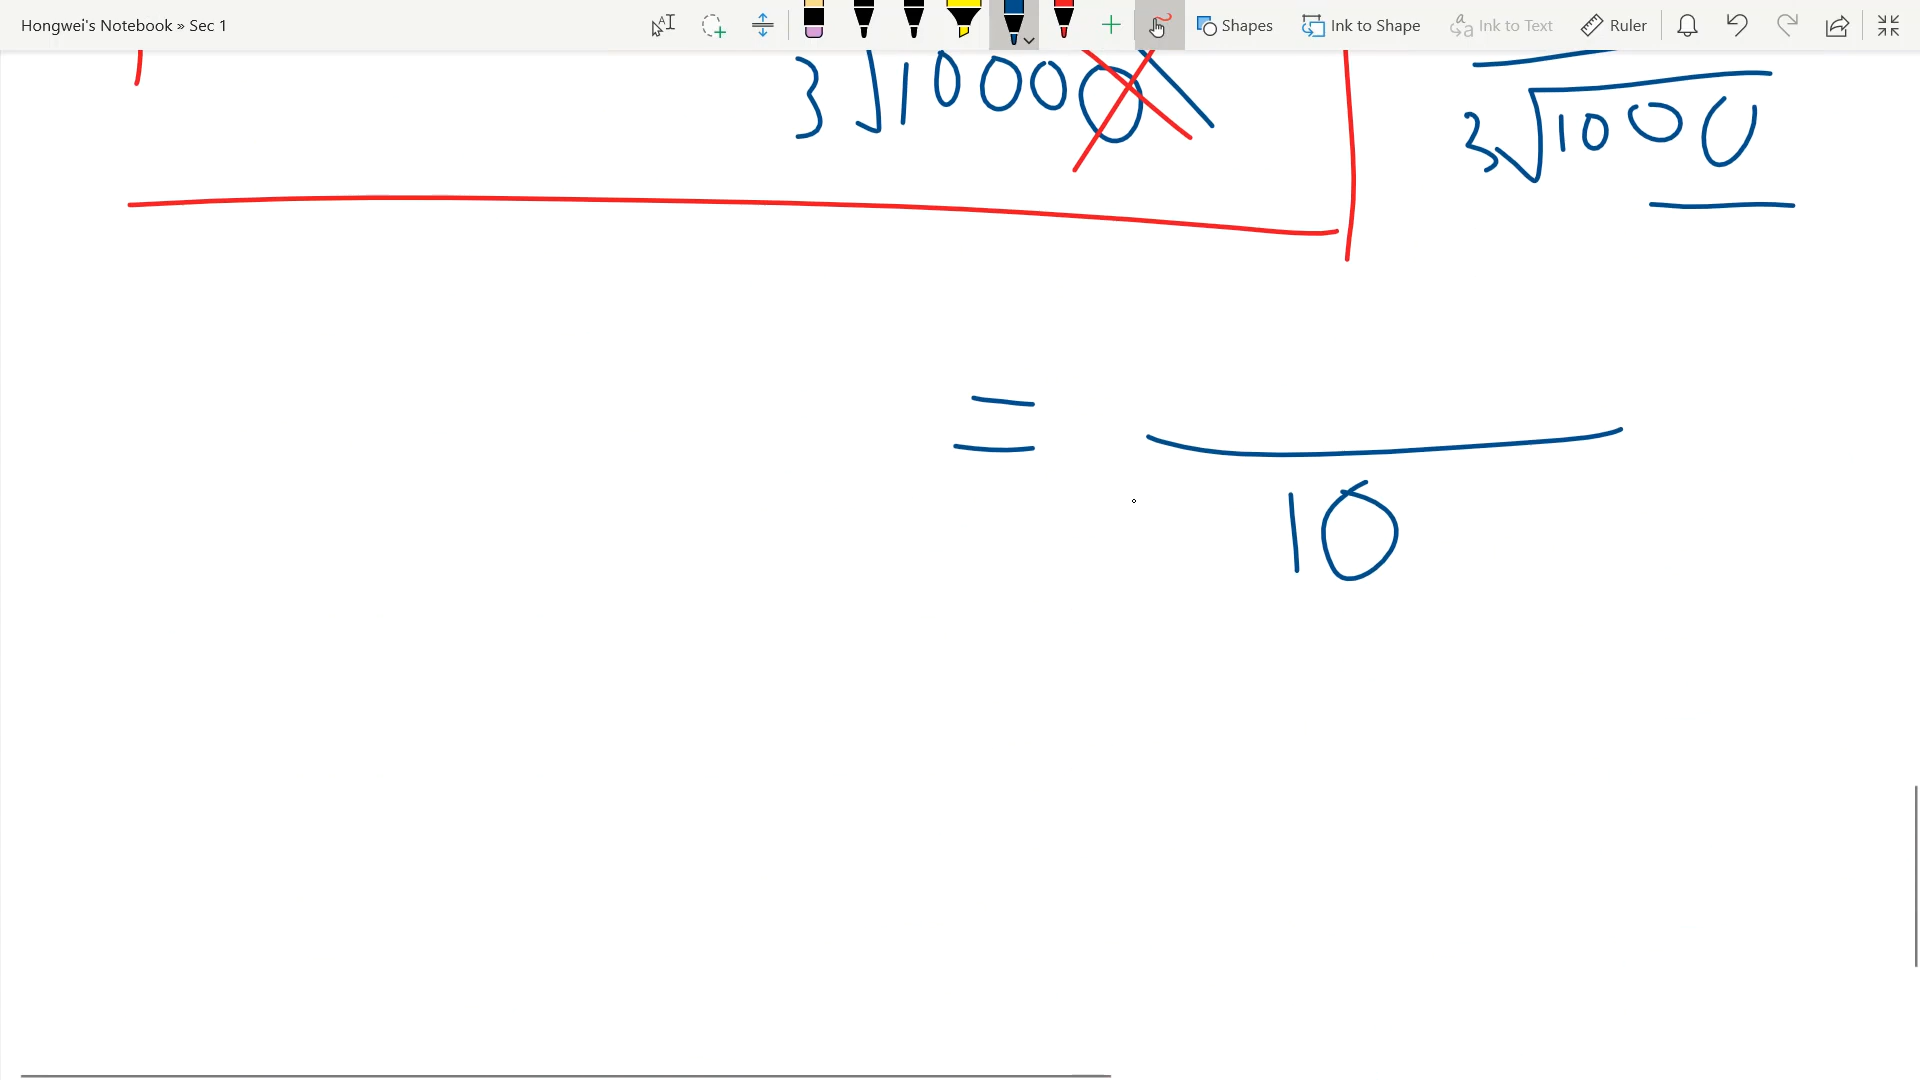 Hongwei's Notebook » Sec 1
Shapes
Ink to Shape
Ink to Text
Ruler
3√10000
3√1000
=
10